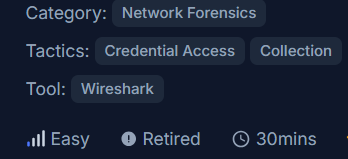 Category: Network Forensics
Tactics: Credential Access Collection
Tool: Wireshark
Easy Retired 30mins